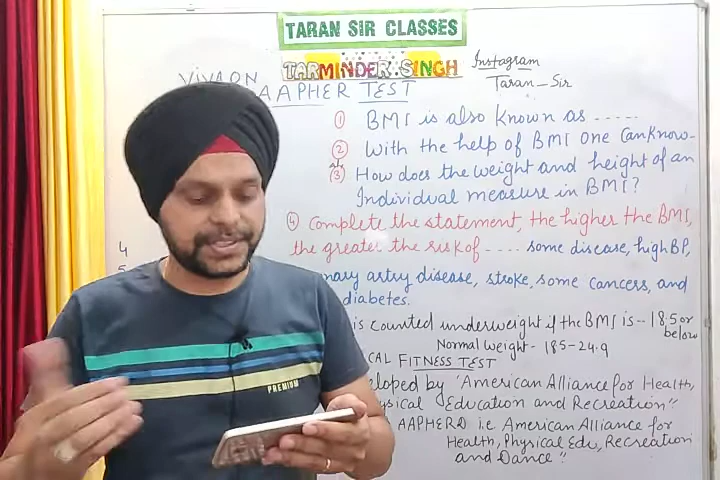 TARAN SIR CLASSES
TARMINDER SINGH
Instagram
Taran_Sir
VIVA ON
AAPHER TEST
① BMI is also known as -----
② With the help of BMI one can know-
③ How does the weight and height of an
Individual measure in BMI?
④ Complete the statement, the higher the BMI,
the greater the risk of ---- some disease, high BP,
artry disease, stroke, some cancers, and
diabetes.
is counted underweight if the BMI is - 18.5 or
below
Normal weight - 185-24.9
CAL FITNESS TEST
eloped by "American Alliance for Health,
ysical Education and Recreation"
AAPHERD i.e American Alliance for
Health, Physical Edu, Recreation
and Dance"
4
5
PREMIUM